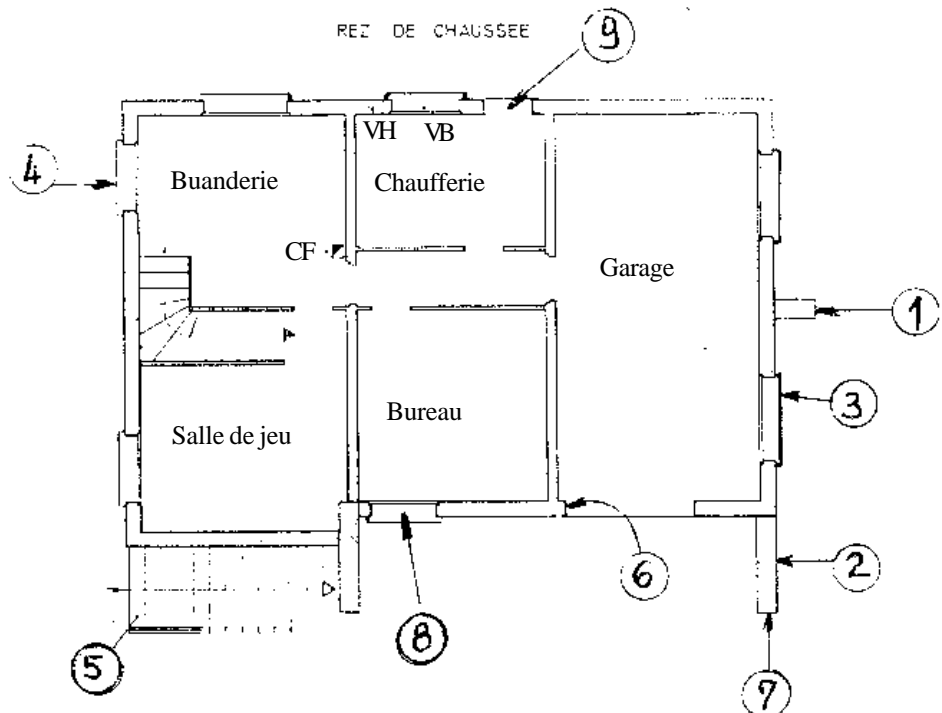 REZ DE CHAUSSEE
9
VH VB
4
Buanderie
Chaufferie
CF
Garage
1
3
Bureau
Salle de jeu
6
2
8
5
7